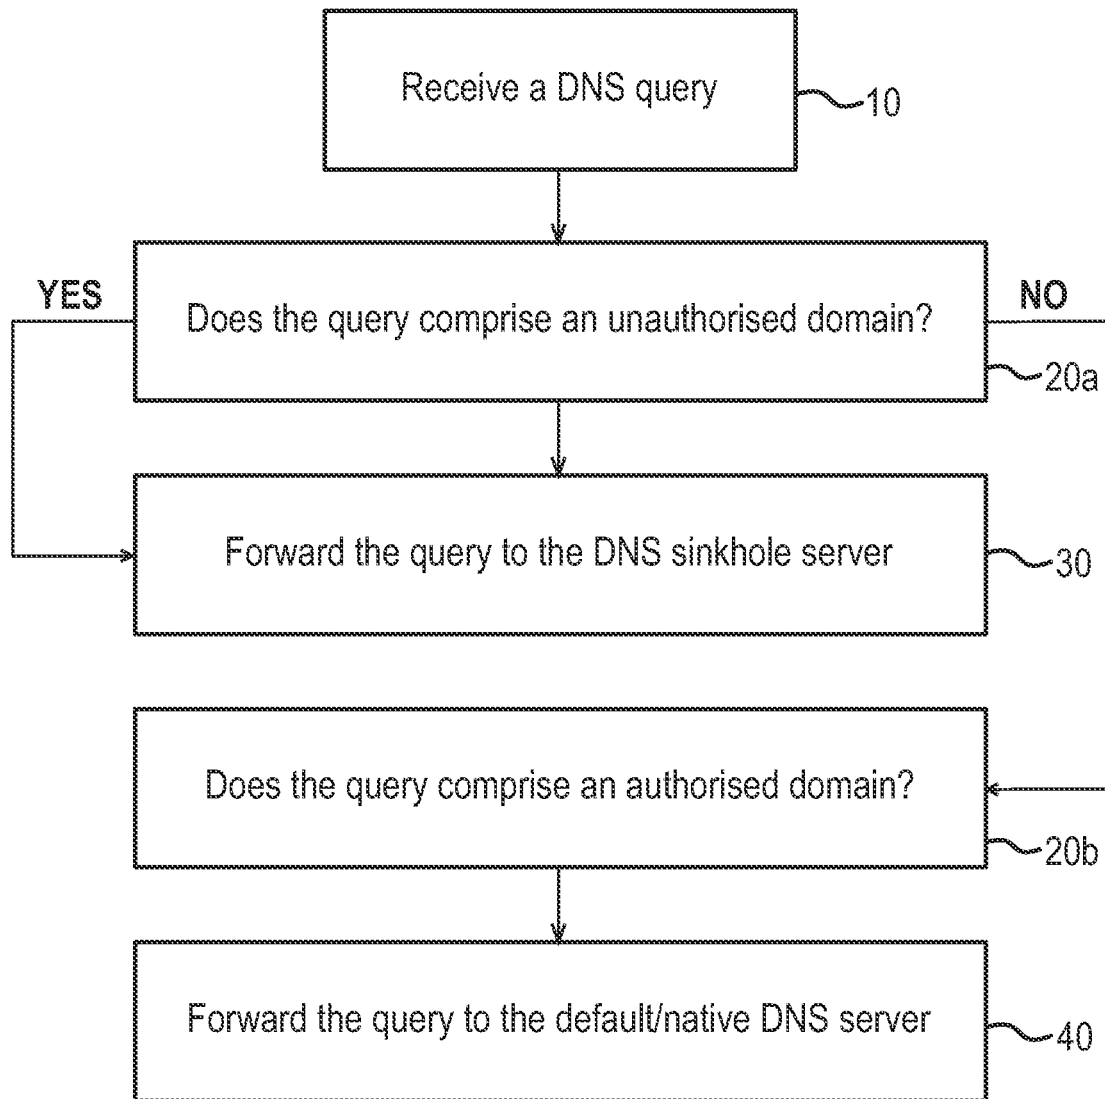 Receive a DNS query
10
YES
Does the query comprise an unauthorised domain?
NO
20a
Forward the query to the DNS sinkhole server
30
Does the query comprise an authorised domain?
20b
Forward the query to the default/native DNS server
40